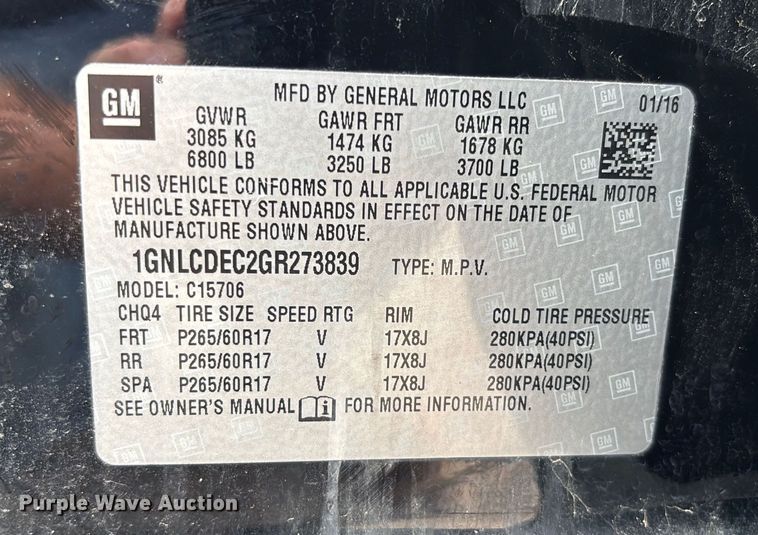 GM ® MFD BY GENERAL MOTORS LLC 01/16
GVWR GAWR FRT GAWR RR
3085 KG 1474 KG 1678 KG
6800 LB 3250 LB 3700 LB
THIS VEHICLE CONFORMS TO ALL APPLICABLE U.S. FEDERAL MOTOR
VEHICLE SAFETY STANDARDS IN EFFECT ON THE DATE OF
MANUFACTURE SHOWN ABOVE.
1GNLCDEC2GR273839 TYPE: M.P.V.
MODEL: C15706
CHQ4 TIRE SIZE SPEED RTG RIM COLD TIRE PRESSURE
FRT P265/60R17 V 17X8J 280KPA(40PSI)
RR P265/60R17 V 17X8J 280KPA(40PSI)
SPA P265/60R17 V 17X8J 280KPA(40PSI)
SEE OWNER'S MANUAL FOR MORE INFORMATION.
Purple Wave Auction